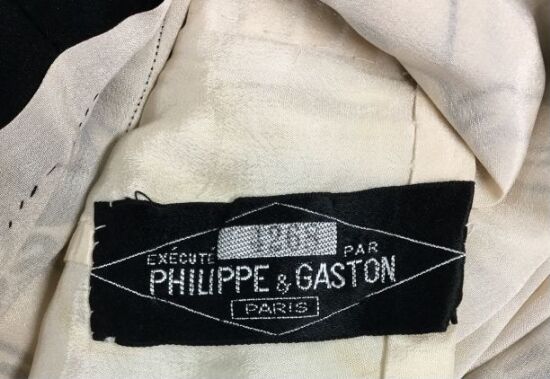 EXÉCUTÉ PAR
PHILIPPE & GASTON
PARIS